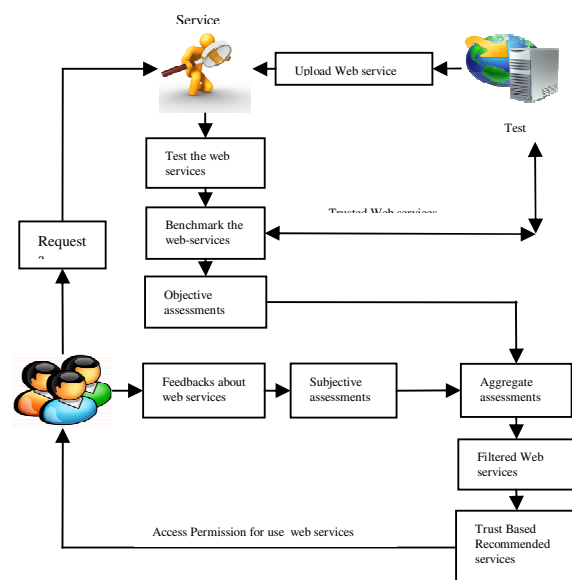 Service
Upload Web service
Test
Test the web
services
Trusted Web services
Benchmark the
web-services
Request
a
Objective
assessments
Feedbacks about
web services
Subjective
assessments
Aggregate
assessments
Filtered Web
services
Access Permission for use web services
Trust Based
Recommended
services